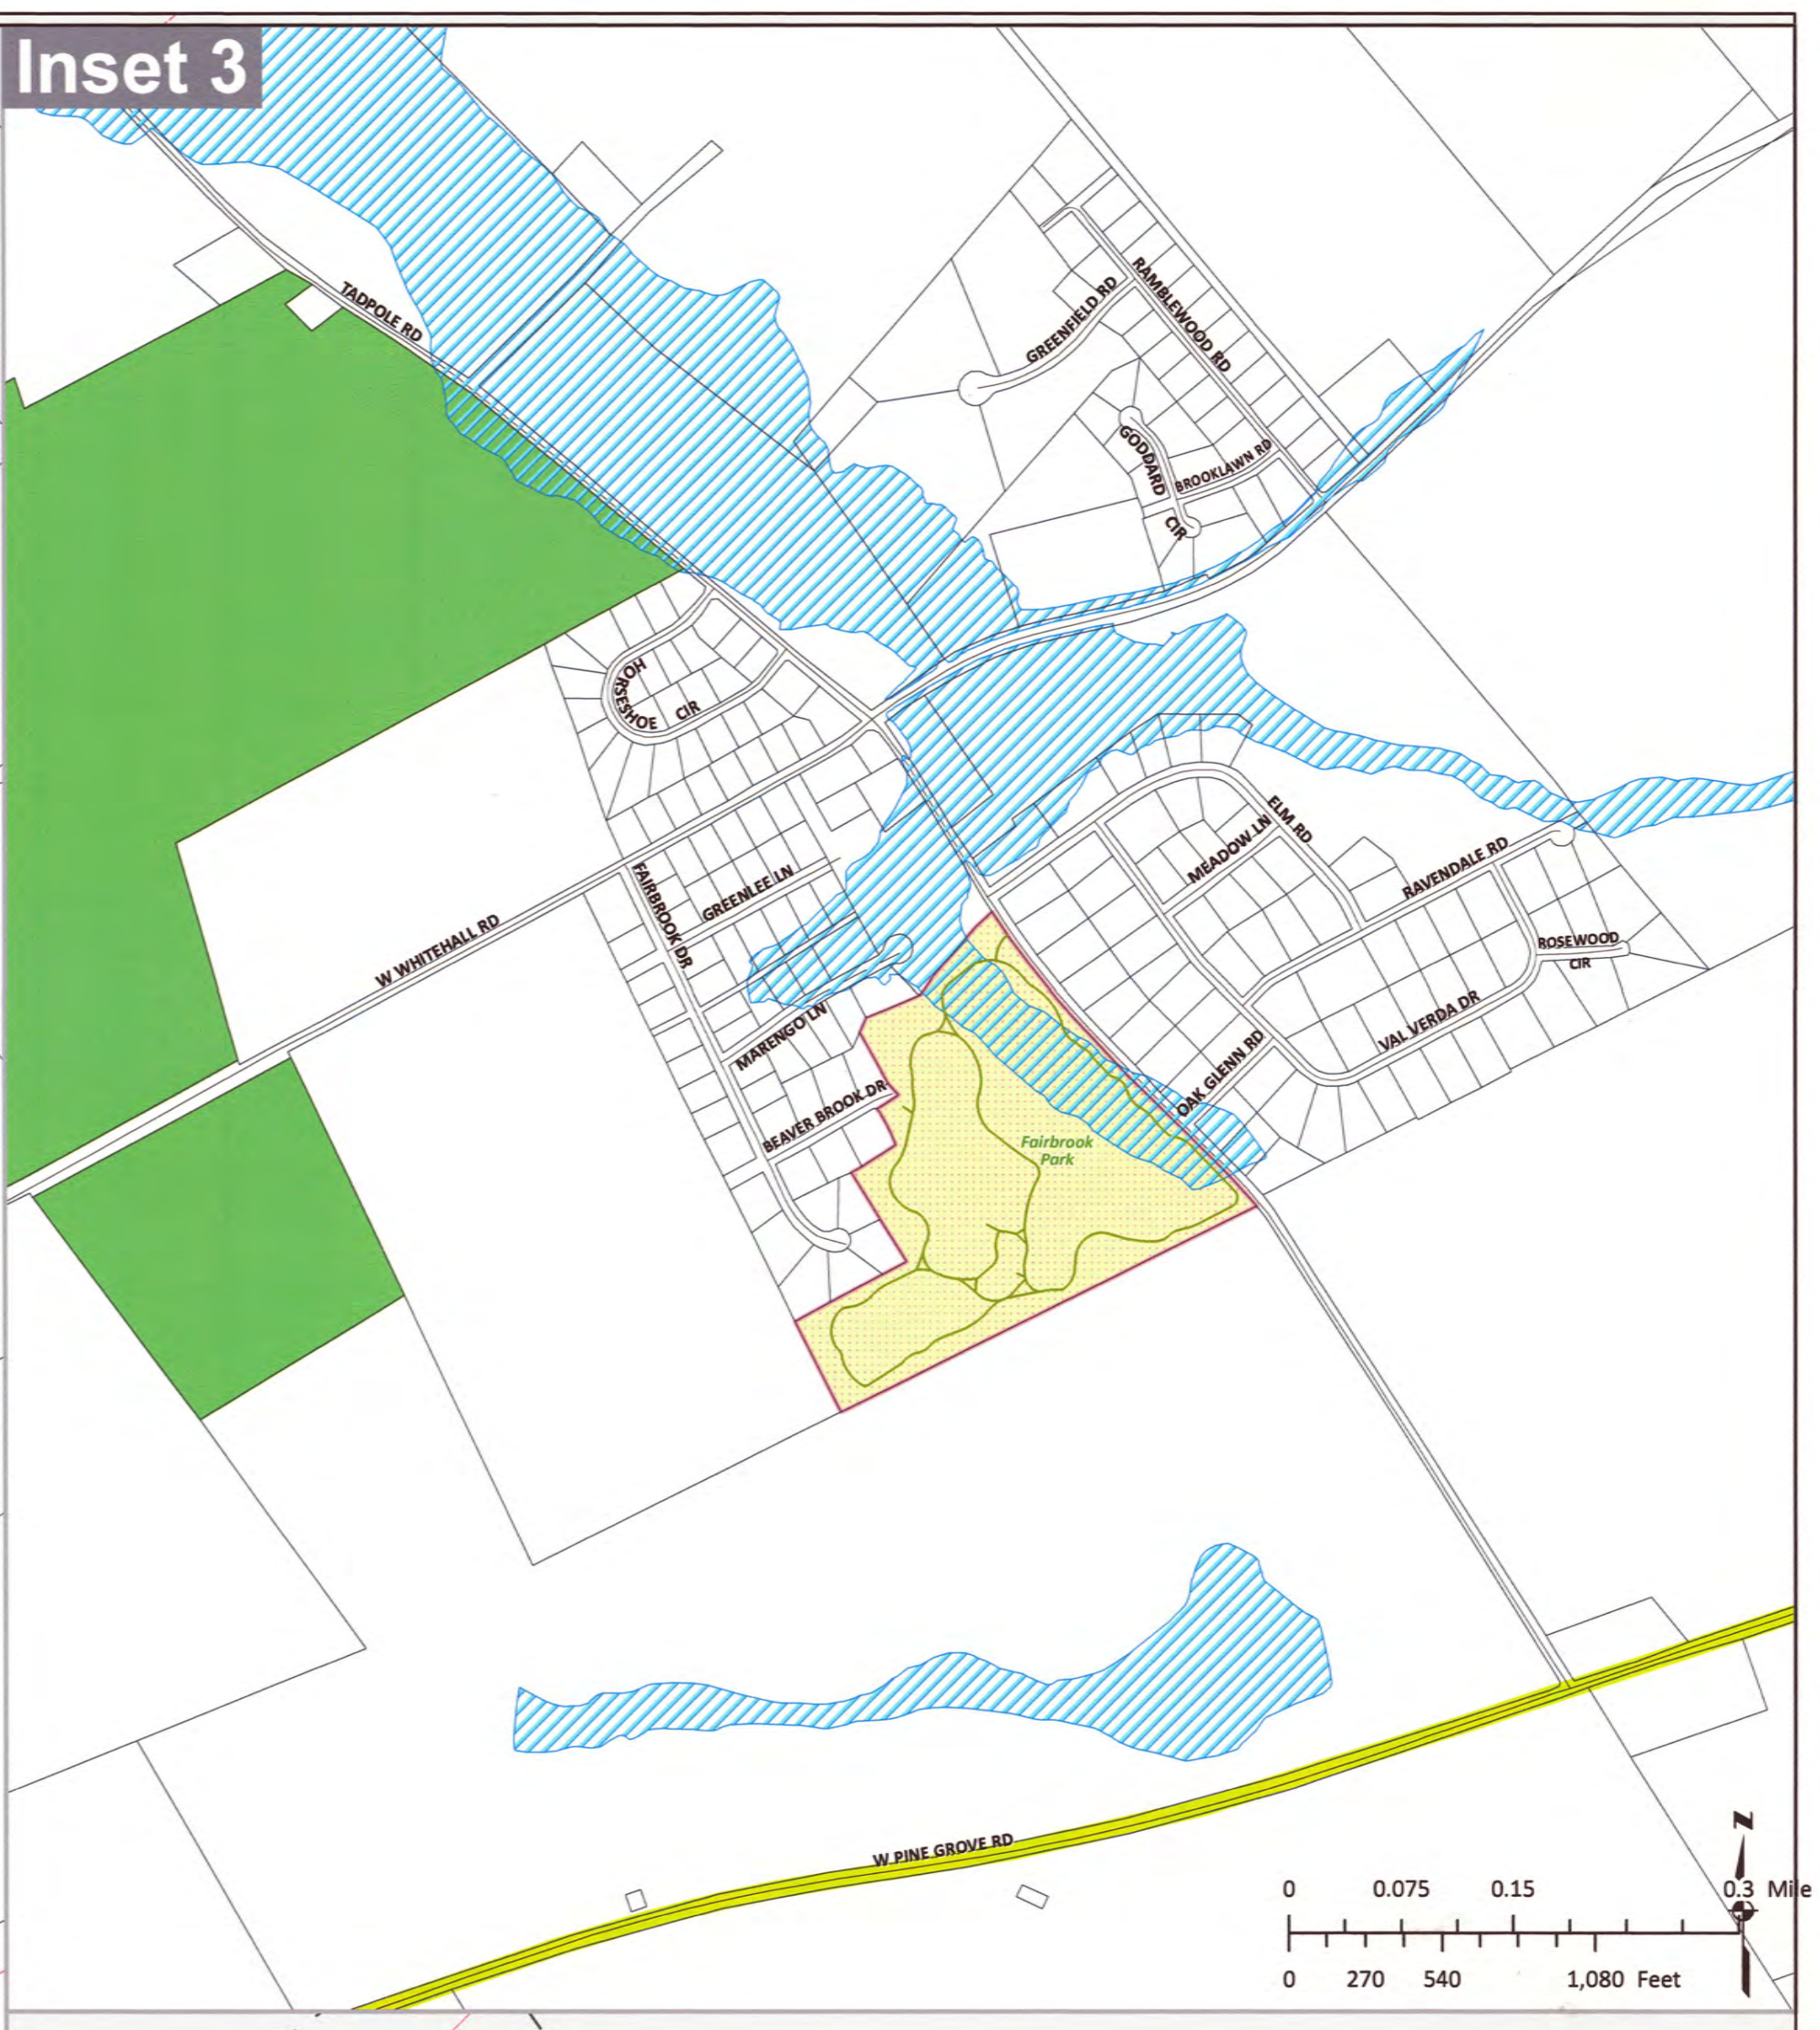 Inset 3
TADPOLE RD
GREENFIELD RD
RAMBLEWOOD RD
GODDARD
CIR
BROOKLAWN RD
HORSESHOE CIR
ELM RD
MEADOW LN
RAVENDALE RD
FAIRBROOK DR
GREENLEE LN
W WHITEHALL RD
ROSEWOOD
CIR
MARENGO LN
VAL VERDA DR
OAK GLENN RD
BEAVER BROOK DR
Fairbrook
Park
W PINE GROVE RD
N
0 0.075 0.15 0.3 Mile
0 270 540 1,080 Feet